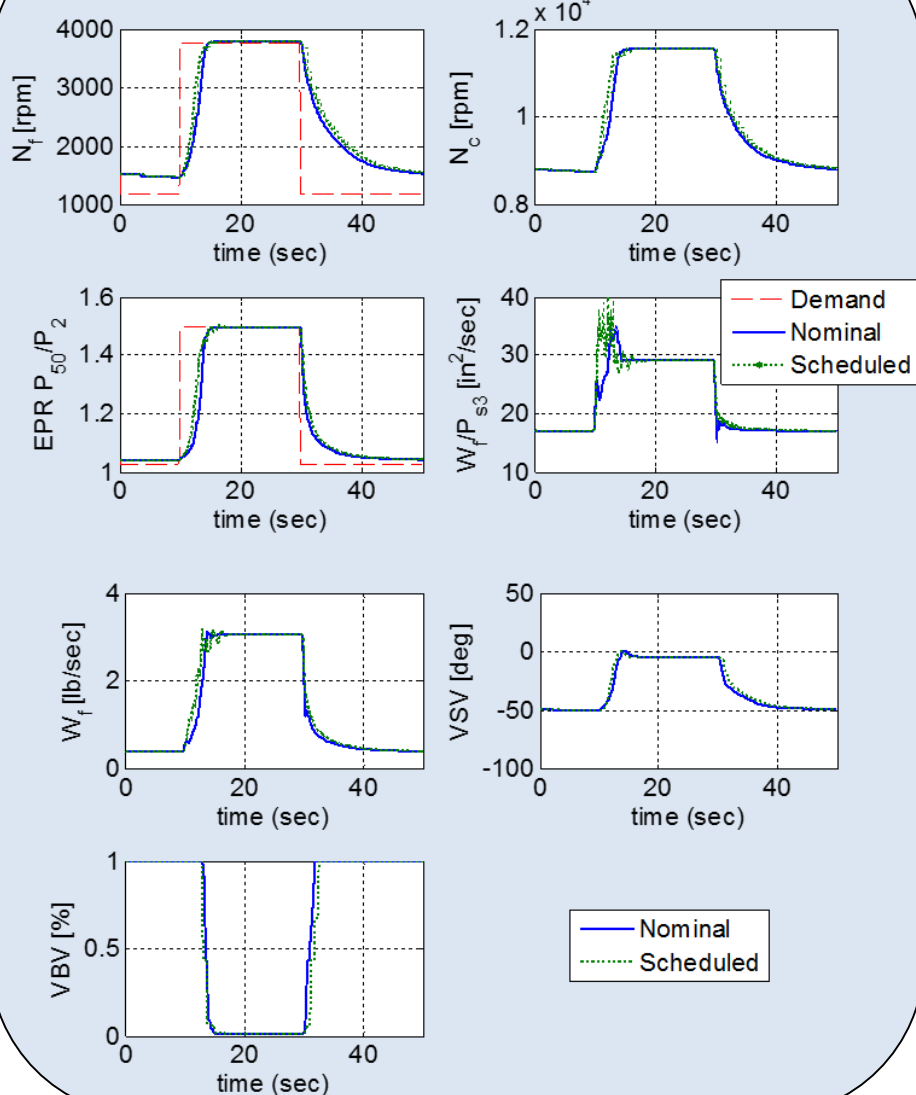 4000
3000
2000
1000
N_f [rpm]
0 20 40
time (sec)
x 10^4
1.2
1
0.8
N_c [rpm]
0 20 40
time (sec)
1.6
1.4
1.2
1
EPR P_50/P_2
0 20 40
time (sec)
40
30
20
10
W_f/P_s3 [in^2/sec]
0 20 40
time (sec)
Demand
Nominal
Scheduled
4
2
0
W_f [lb/sec]
0 20 40
time (sec)
50
0
-50
-100
VSV [deg]
0 20 40
time (sec)
1
0.5
0
VBV [%]
0 20 40
time (sec)
Nominal
Scheduled